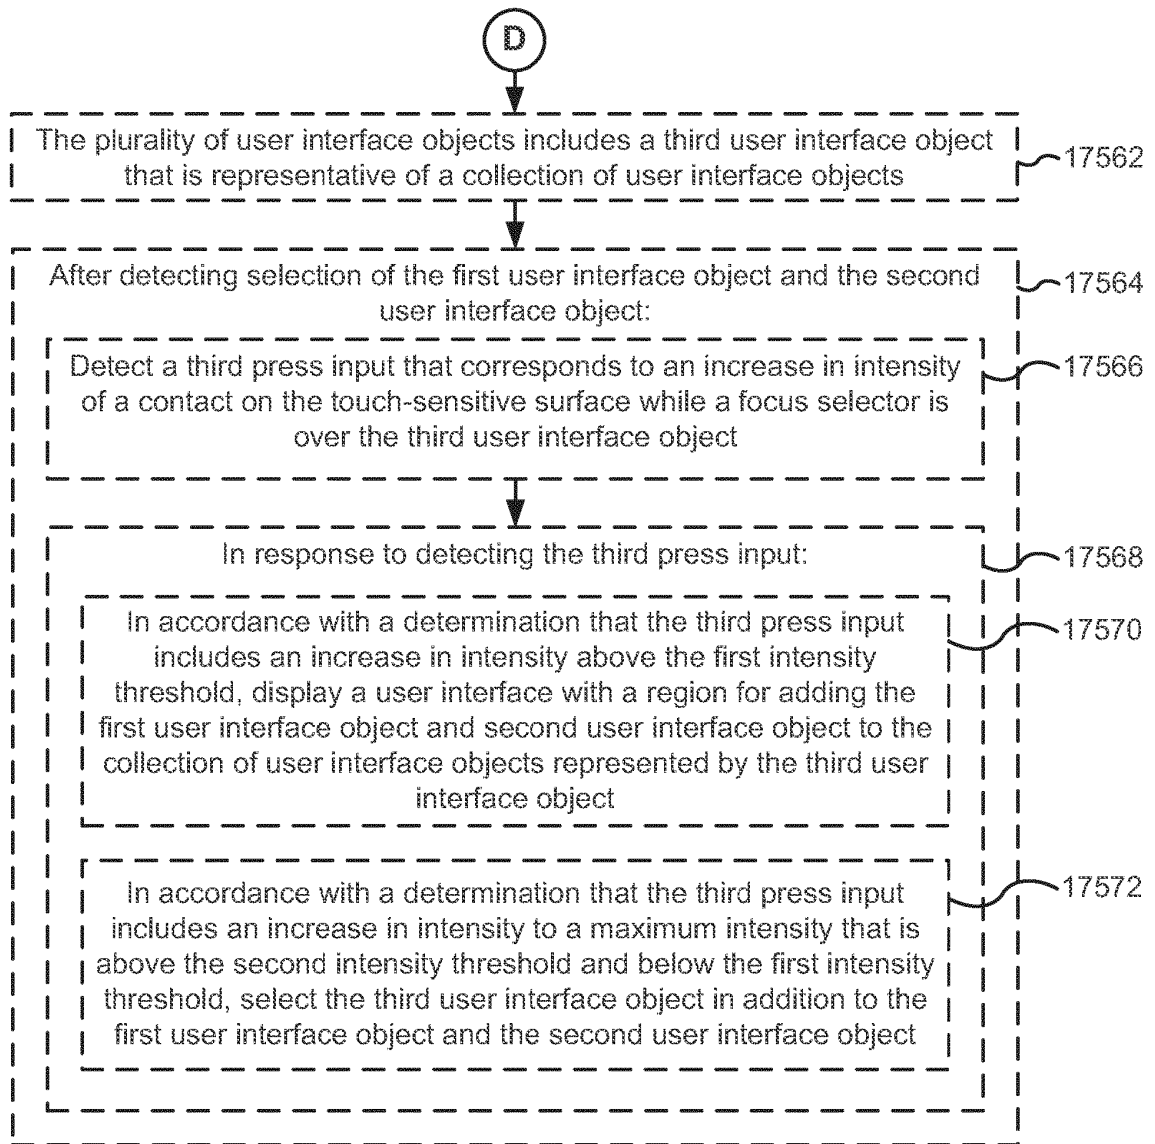 D
The plurality of user interface objects includes a third user interface object
that is representative of a collection of user interface objects
17562
After detecting selection of the first user interface object and the second
user interface object:
17564
Detect a third press input that corresponds to an increase in intensity
of a contact on the touch-sensitive surface while a focus selector is
over the third user interface object
17566
In response to detecting the third press input:
17568
In accordance with a determination that the third press input
includes an increase in intensity above the first intensity
threshold, display a user interface with a region for adding the
first user interface object and second user interface object to the
collection of user interface objects represented by the third user
interface object
17570
In accordance with a determination that the third press input
includes an increase in intensity to a maximum intensity that is
above the second intensity threshold and below the first intensity
threshold, select the third user interface object in addition to the
first user interface object and the second user interface object
17572